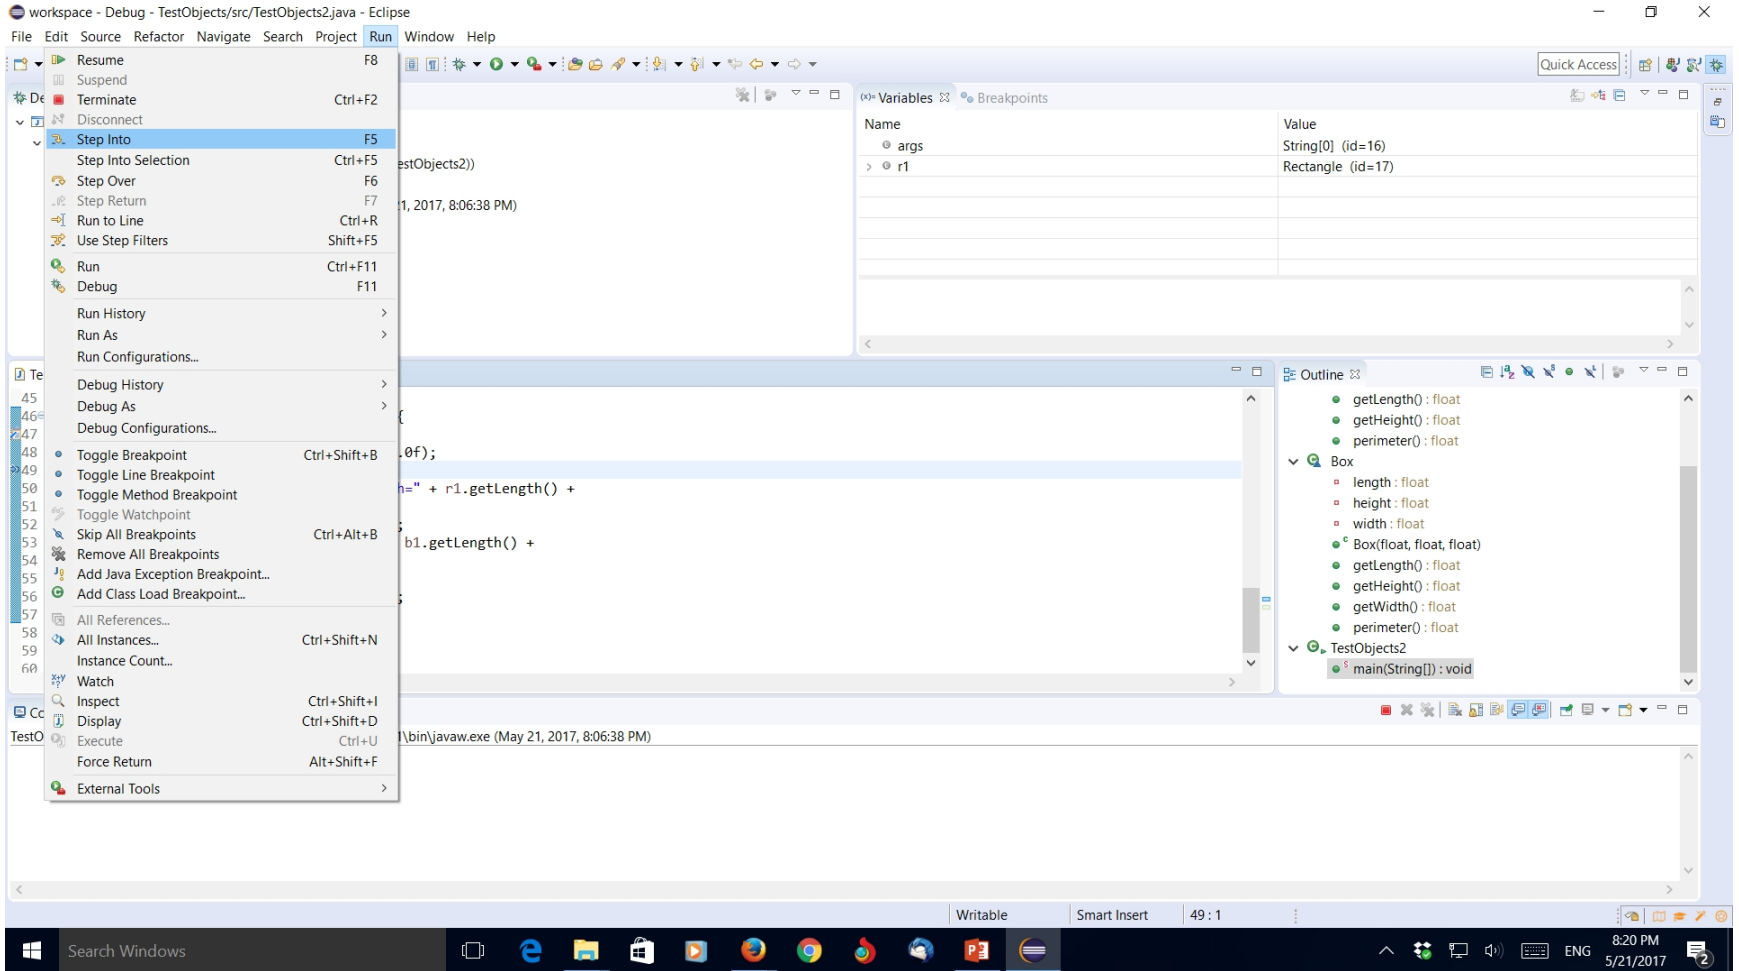 workspace - Debug - TestObjects/src/TestObjects2.java - Eclipse
File Edit Source Refactor Navigate Search Project Run Window Help
Quick Access
Resume F8
Suspend
Terminate Ctrl+F2
Disconnect
Step Into F5
Step Into Selection Ctrl+F5
Step Over F6
Step Return F7
Run to Line Ctrl+R
Use Step Filters Shift+F5
Run Ctrl+F11
Debug F11
Run History
Run As
Run Configurations...
Debug History
Debug As
Debug Configurations...
Toggle Breakpoint Ctrl+Shift+B
Toggle Line Breakpoint
Toggle Method Breakpoint
Toggle Watchpoint
Skip All Breakpoints Ctrl+Alt+B
Remove All Breakpoints
Add Java Exception Breakpoint...
Add Class Load Breakpoint...
All References...
All Instances... Ctrl+Shift+N
Instance Count...
Watch
Inspect Ctrl+Shift+I
Display Ctrl+Shift+D
Execute Ctrl+U
Force Return Alt+Shift+F
External Tools
De
estObjects2))
1, 2017, 8:06:38 PM)
(x)= Variables Breakpoints
Name Value
args String[0] (id=16)
r1 Rectangle (id=17)
Te
45
46 {
47
48 .0f);
49
50 h=" + r1.getLength() +
51
52 ;
53 b1.getLength() +
54
55
56 ;
57
58
59
60
Outline
getLength() : float
getHeight() : float
perimeter() : float
Box
length : float
height : float
width : float
Box(float, float, float)
getLength() : float
getHeight() : float
getWidth() : float
perimeter() : float
TestObjects2
main(String[]) : void
Co
TestO 1\bin\javaw.exe (May 21, 2017, 8:06:38 PM)
Writable Smart Insert 49 : 1
Search Windows
ENG
8:20 PM
5/21/2017
2